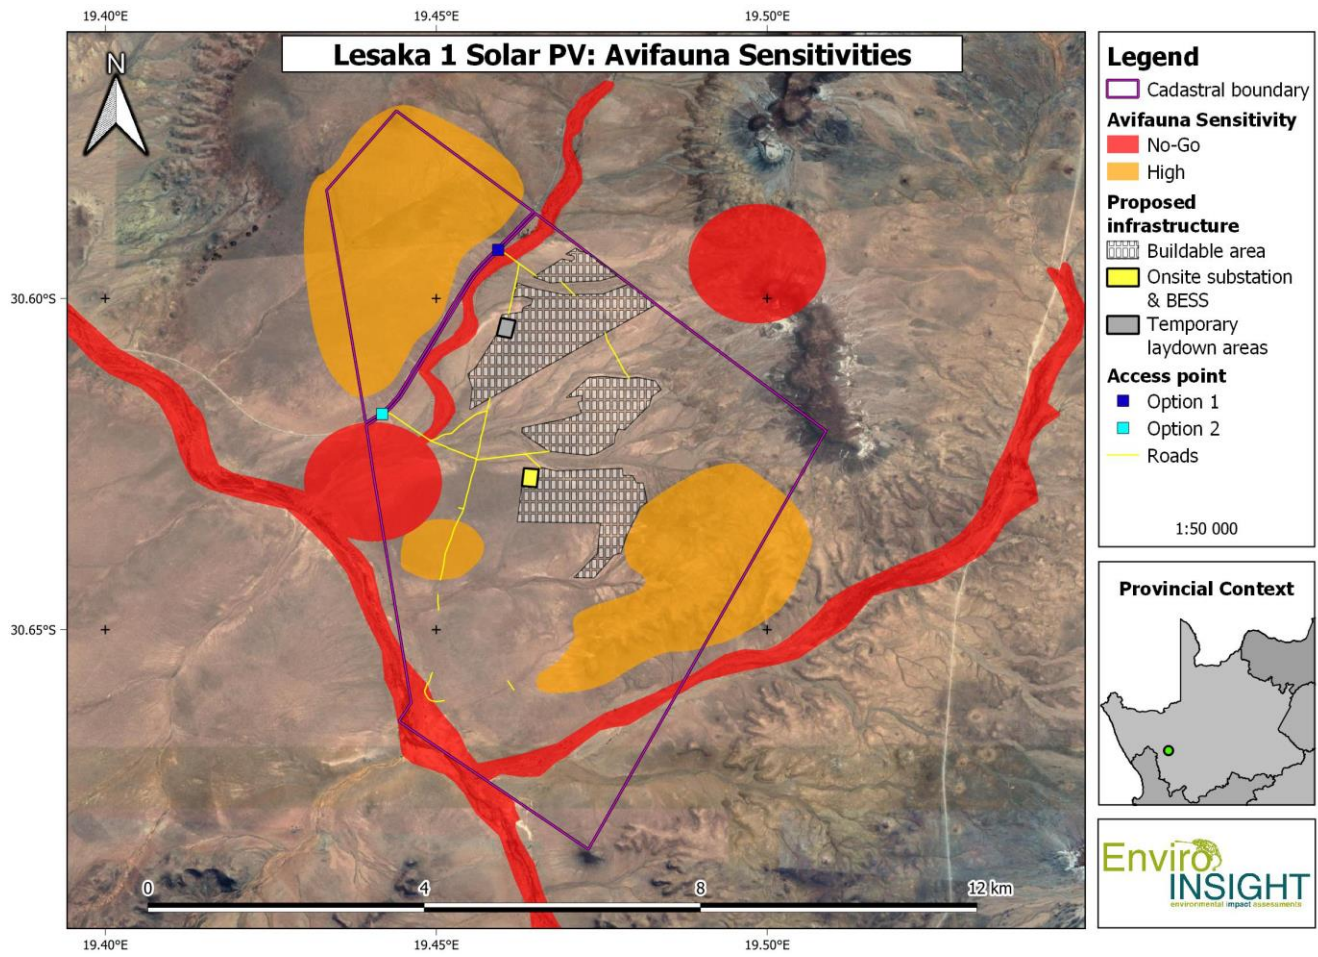 19.40°E
19.45°E
19.50°E
Lesaka 1 Solar PV: Avifauna Sensitivities
N
30.60°S
30.65°S
0
4
8
12 km
19.40°E
19.45°E
19.50°E
Legend
Cadastral boundary
Avifauna Sensitivity
No-Go
High
Proposed
infrastructure
Buildable area
Onsite substation
& BESS
Temporary
laydown areas
Access point
Option 1
Option 2
Roads
1:50 000
Provincial Context
Enviro
INSIGHT
environmental impact assessments